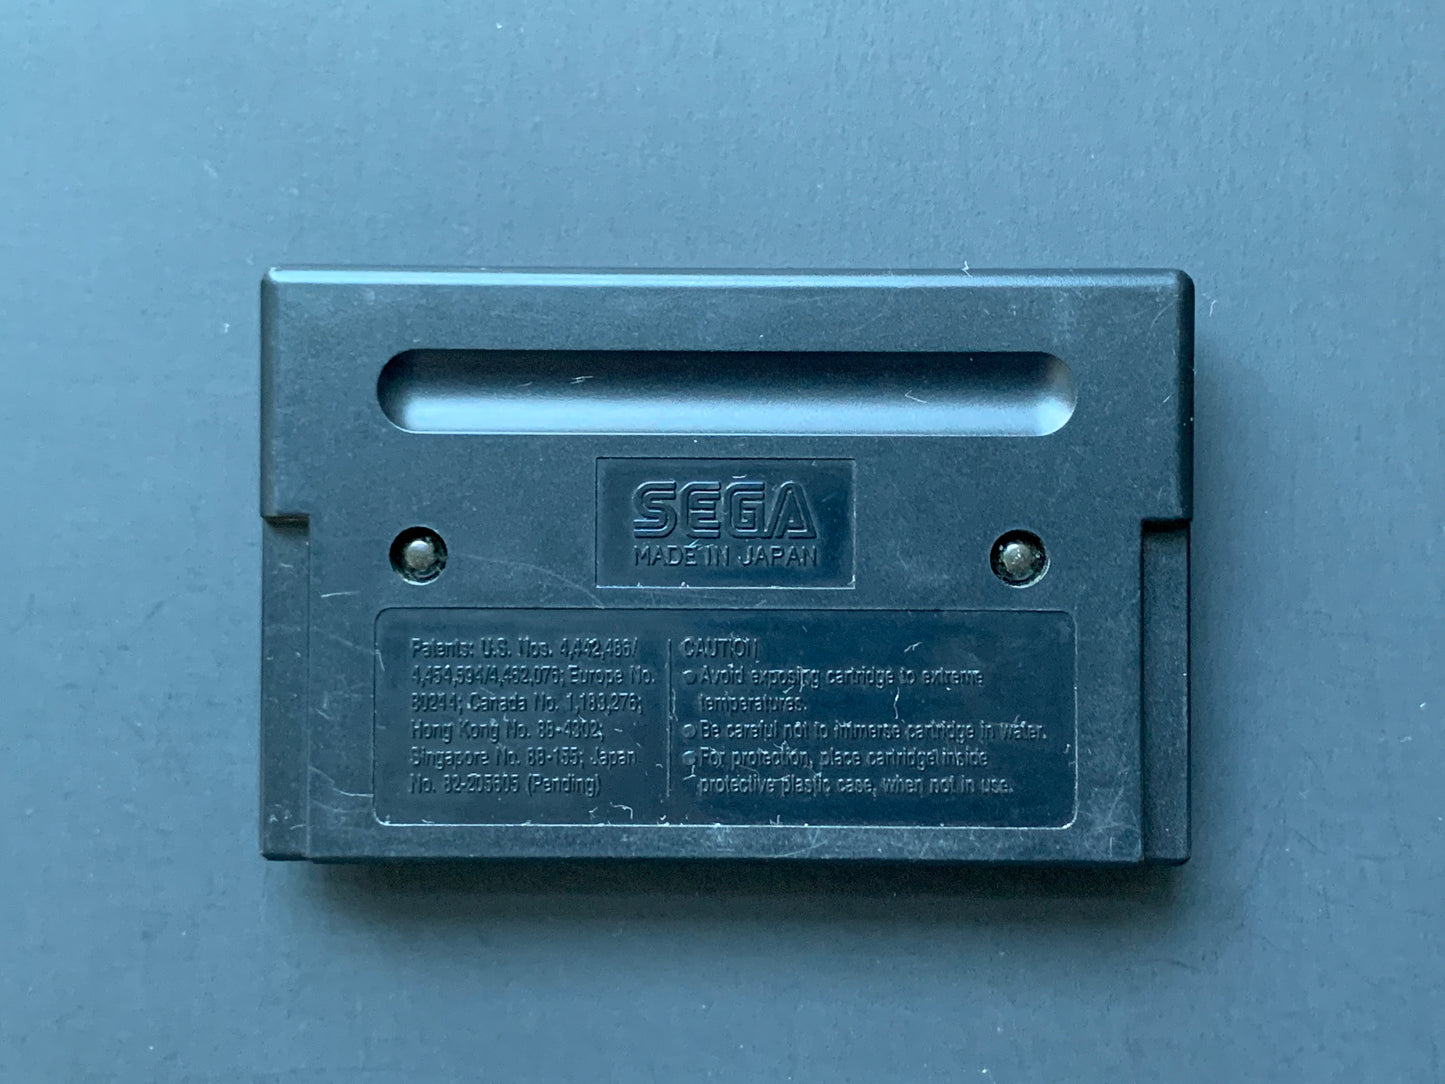 SEGA
MADE IN JAPAN
Patents: U.S. Nos. 4,442,486/
4,454,594/4,462,076; Europe No.
80244; Canada No. 1,183,276;
Hong Kong No. 88-4302;
Singapore No. 88-155; Japan
No. 82-205605 (Pending)
CAUTION
Avoid exposing cartridge to extreme
temperatures.
Be careful not to immerse cartridge in water.
For protection, place cartridge inside
protective plastic case, when not in use.